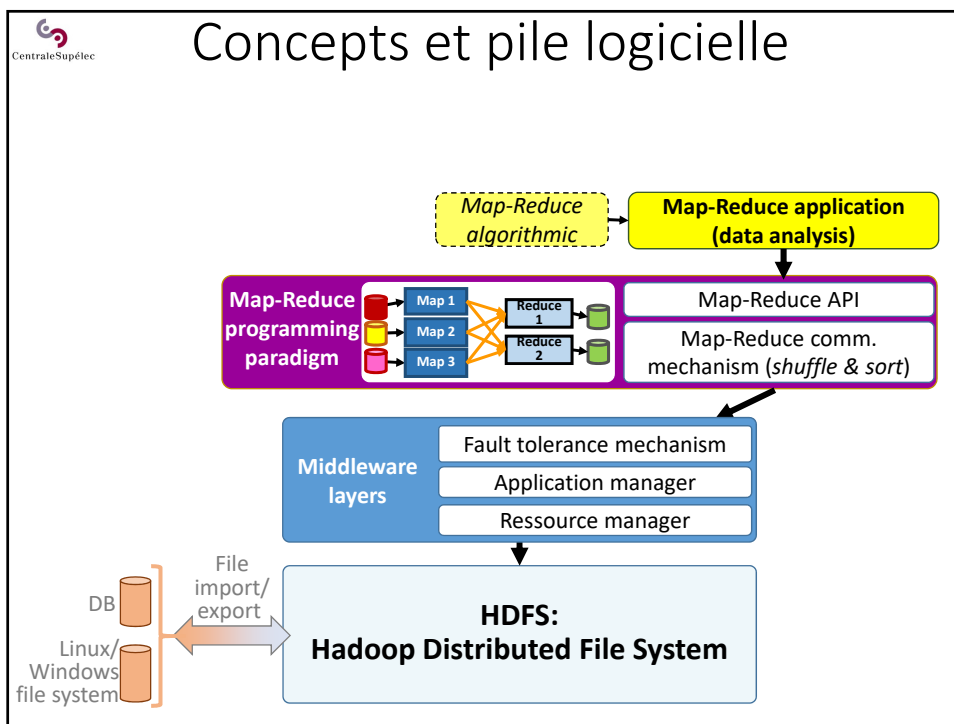 CentraleSupélec
Concepts et pile logicielle
Map-Reduce
algorithmic
Map-Reduce application
(data analysis)
Map-Reduce
programming
paradigm
Map 1
Map 2
Map 3
Reduce
1
Reduce
2
Map-Reduce API
Map-Reduce comm.
mechanism (shuffle & sort)
Middleware
layers
Fault tolerance mechanism
Application manager
Ressource manager
File
import/
export
DB
Linux/
Windows
file system
HDFS:
Hadoop Distributed File System